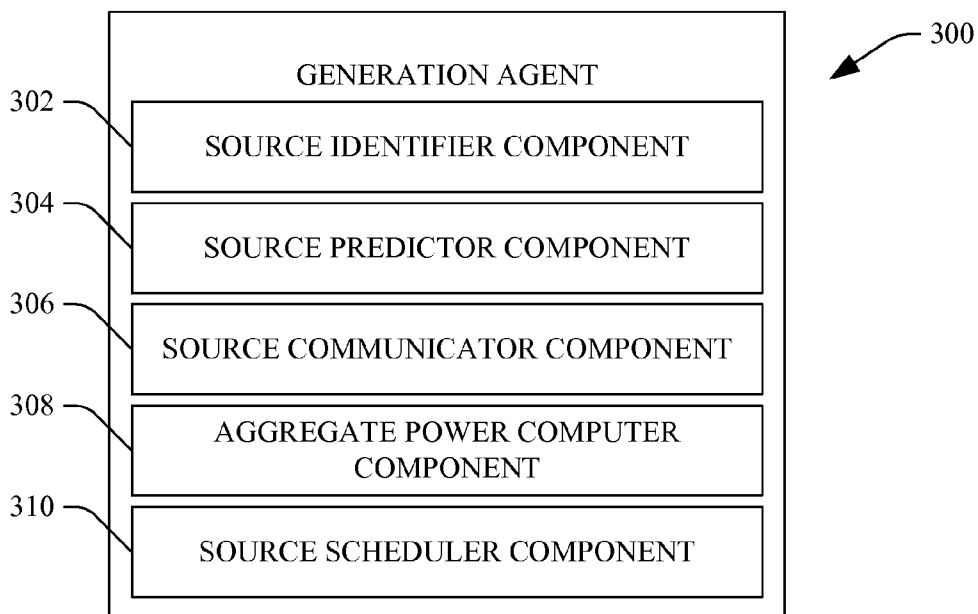 300
GENERATION AGENT
302
SOURCE IDENTIFIER COMPONENT
304
SOURCE PREDICTOR COMPONENT
306
SOURCE COMMUNICATOR COMPONENT
308
AGGREGATE POWER COMPUTER
COMPONENT
310
SOURCE SCHEDULER COMPONENT